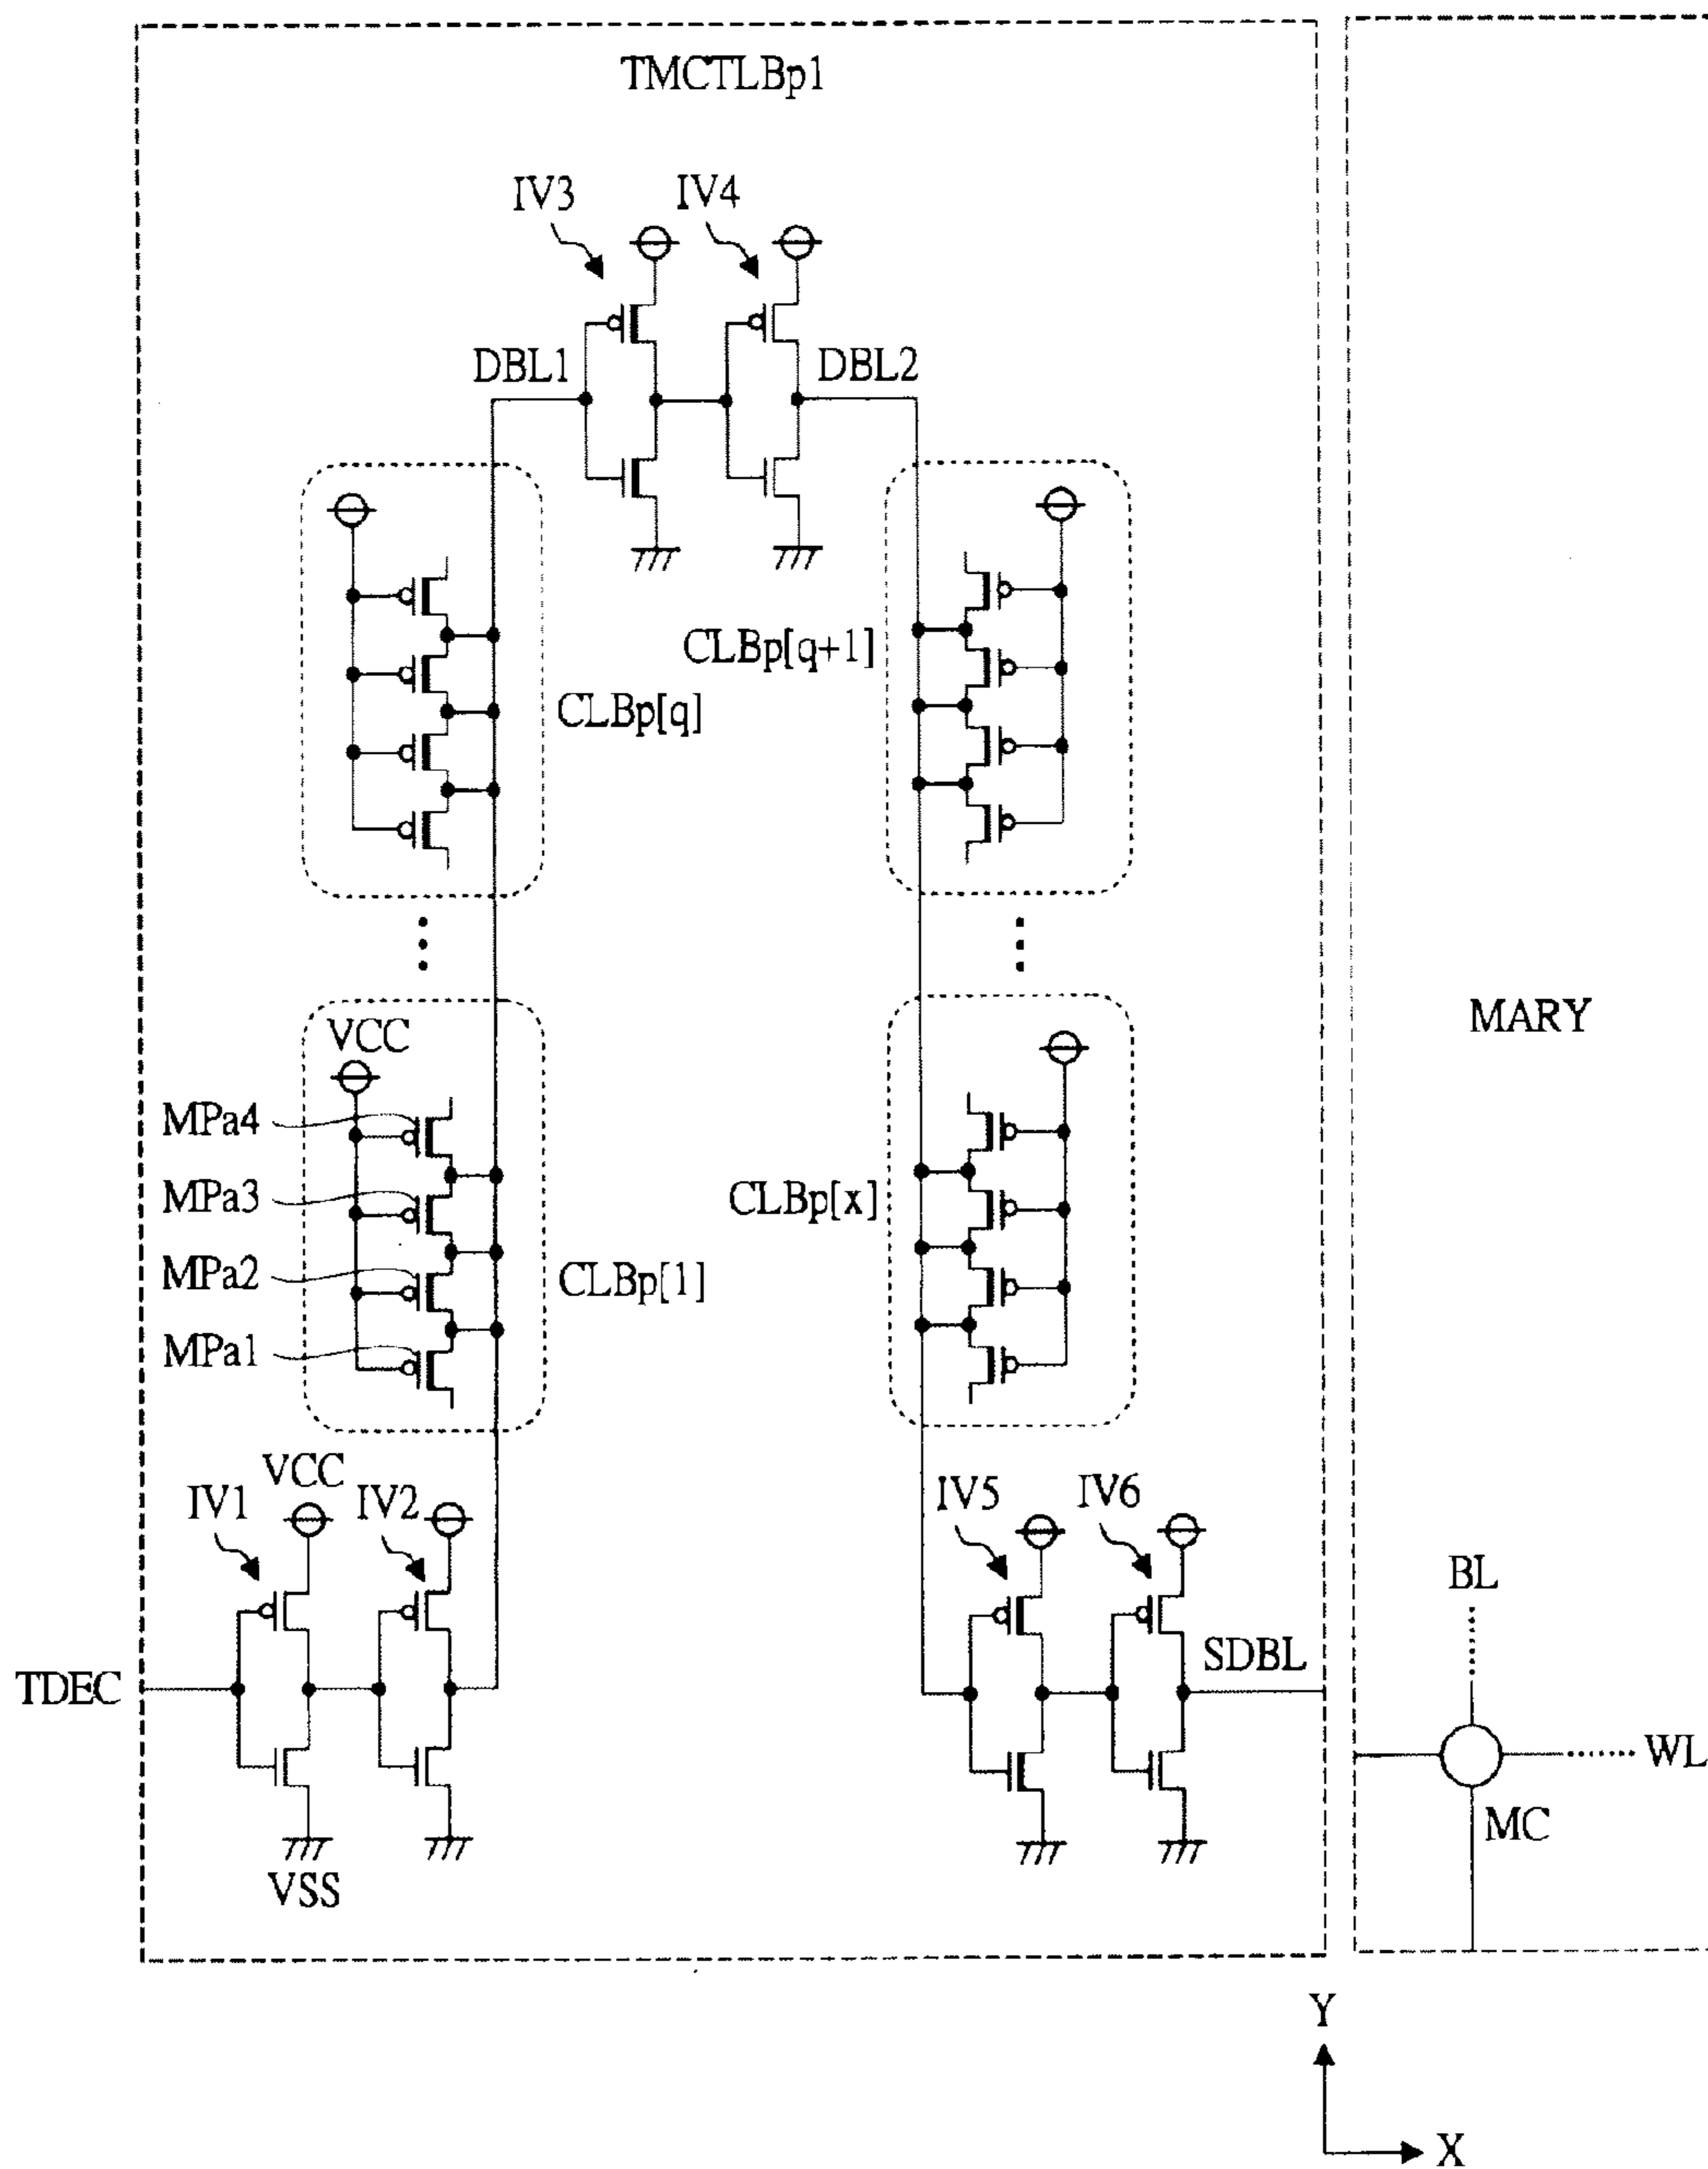 TMCTLBp1
IV3
IV4
DBL1
DBL2
CLBp[q+1]
CLBp[q]
MARY
VCC
MPa4
MPa3
CLBp[x]
MPa2
CLBp[1]
MPa1
VCC
IV1
IV2
IV5
IV6
BL
SDBL
TDEC
WL
MC
VSS
Y
X